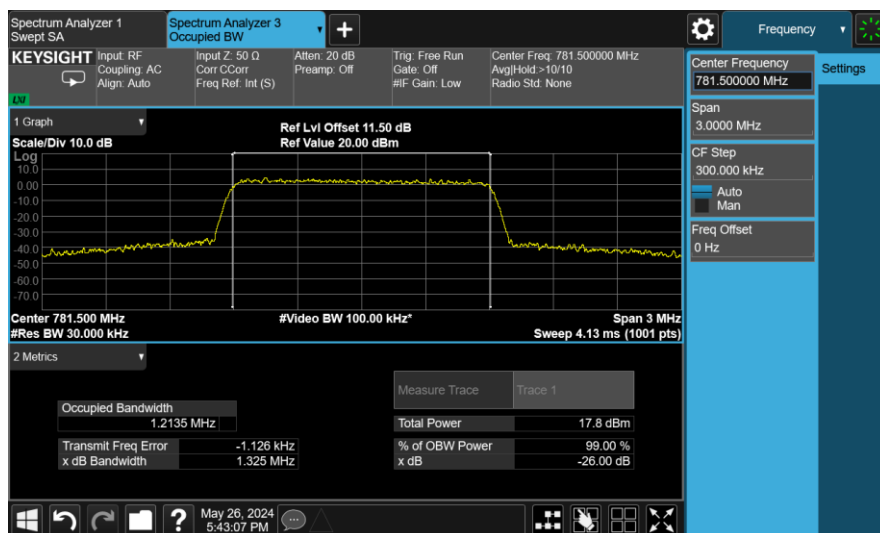 Spectrum Analyzer 1
Swept SA
Spectrum Analyzer 3
Occupied BW
+
Frequency
KEYSIGHT
LXI
Input: RF
Coupling: AC
Align: Auto
Input Z: 50 Ω
Corr CCorr
Freq Ref: Int (S)
Atten: 20 dB
Preamp: Off
Trig: Free Run
Gate: Off
#IF Gain: Low
Center Freq: 781.500000 MHz
Avg|Hold:>10/10
Radio Std: None
Center Frequency
781.500000 MHz
Settings
Span
3.0000 MHz
CF Step
300.000 kHz
Auto
Man
Freq Offset
0 Hz
1 Graph
Scale/Div 10.0 dB
Ref Lvl Offset 11.50 dB
Ref Value 20.00 dBm
Log
10.0
0.00
-10.0
-20.0
-30.0
-40.0
-50.0
-60.0
-70.0
Center 781.500 MHz
#Res BW 30.000 kHz
#Video BW 100.00 kHz*
Span 3 MHz
Sweep 4.13 ms (1001 pts)
2 Metrics
Measure Trace Trace 1
Occupied Bandwidth
1.2135 MHz
Total Power 17.8 dBm
Transmit Freq Error -1.126 kHz
% of OBW Power 99.00 %
x dB Bandwidth 1.325 MHz
x dB -26.00 dB
?
May 26, 2024
5:43:07 PM